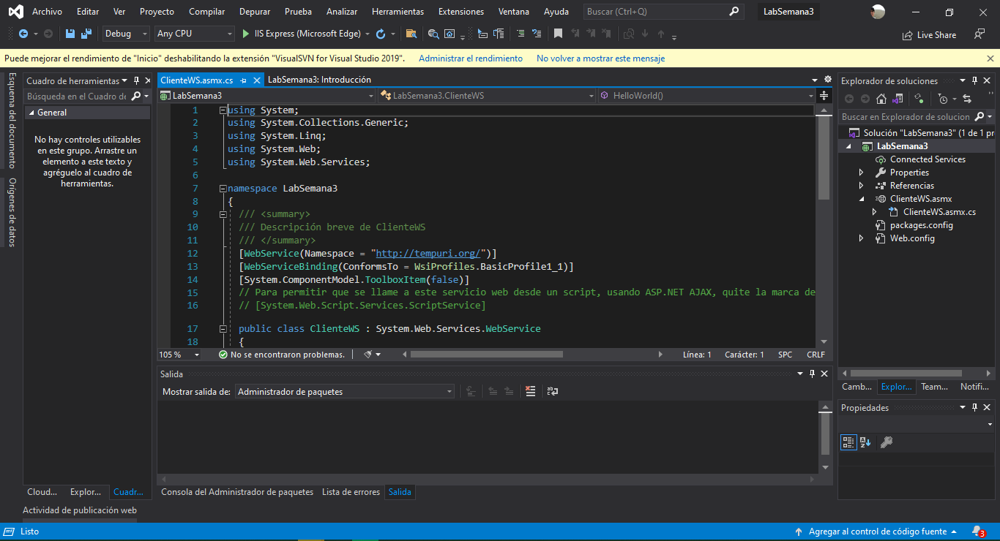 Archivo Editar Ver Proyecto Compilar Depurar Prueba Analizar Herramientas Extensiones Ventana Ayuda Buscar (Ctrl+Q) LabSemana3
Debug Any CPU IIS Express (Microsoft Edge) Live Share
Puede mejorar el rendimiento de "Inicio" deshabilitando la extensión "VisualSVN for Visual Studio 2019". Administrar el rendimiento No volver a mostrar este mensaje
Esquema del documento
Orígenes de datos
Cuadro de herramientas
Búsqueda en el Cuadro de
General
No hay controles utilizables
en este grupo. Arrastre un
elemento a este texto y
agréguelo al cuadro de
herramientas.
Cloud... Explor... Cuadr...
ClienteWS.asmx.cs LabSemana3: Introducción
LabSemana3 LabSemana3.ClienteWS HelloWorld()
1 using System;
2 using System.Collections.Generic;
3 using System.Linq;
4 using System.Web;
5 using System.Web.Services;
6
7 namespace LabSemana3
8 {
9 /// <summary>
10 /// Descripción breve de ClienteWS
11 /// </summary>
12 [WebService(Namespace = "http://tempuri.org/")]
13 [WebServiceBinding(ConformsTo = WsiProfiles.BasicProfile1_1)]
14 [System.ComponentModel.ToolboxItem(false)]
15 // Para permitir que se llame a este servicio web desde un script, usando ASP.NET AJAX, quite la marca de
16 // [System.Web.Script.Services.ScriptService]
17 public class ClienteWS : System.Web.Services.WebService
18 {
105 % No se encontraron problemas. Línea: 1 Carácter: 1 SPC CRLF
Salida
Mostrar salida de: Administrador de paquetes
Consola del Administrador de paquetes Lista de errores Salida
Explorador de soluciones
Buscar en Explorador de solucion
Solución "LabSemana3" (1 de 1 pr
LabSemana3
Connected Services
Properties
Referencias
ClienteWS.asmx
ClienteWS.asmx.cs
packages.config
Web.config
Camb... Explor... Team... Notifi...
Propiedades
Actividad de publicación web
Listo Agregar al control de código fuente 3